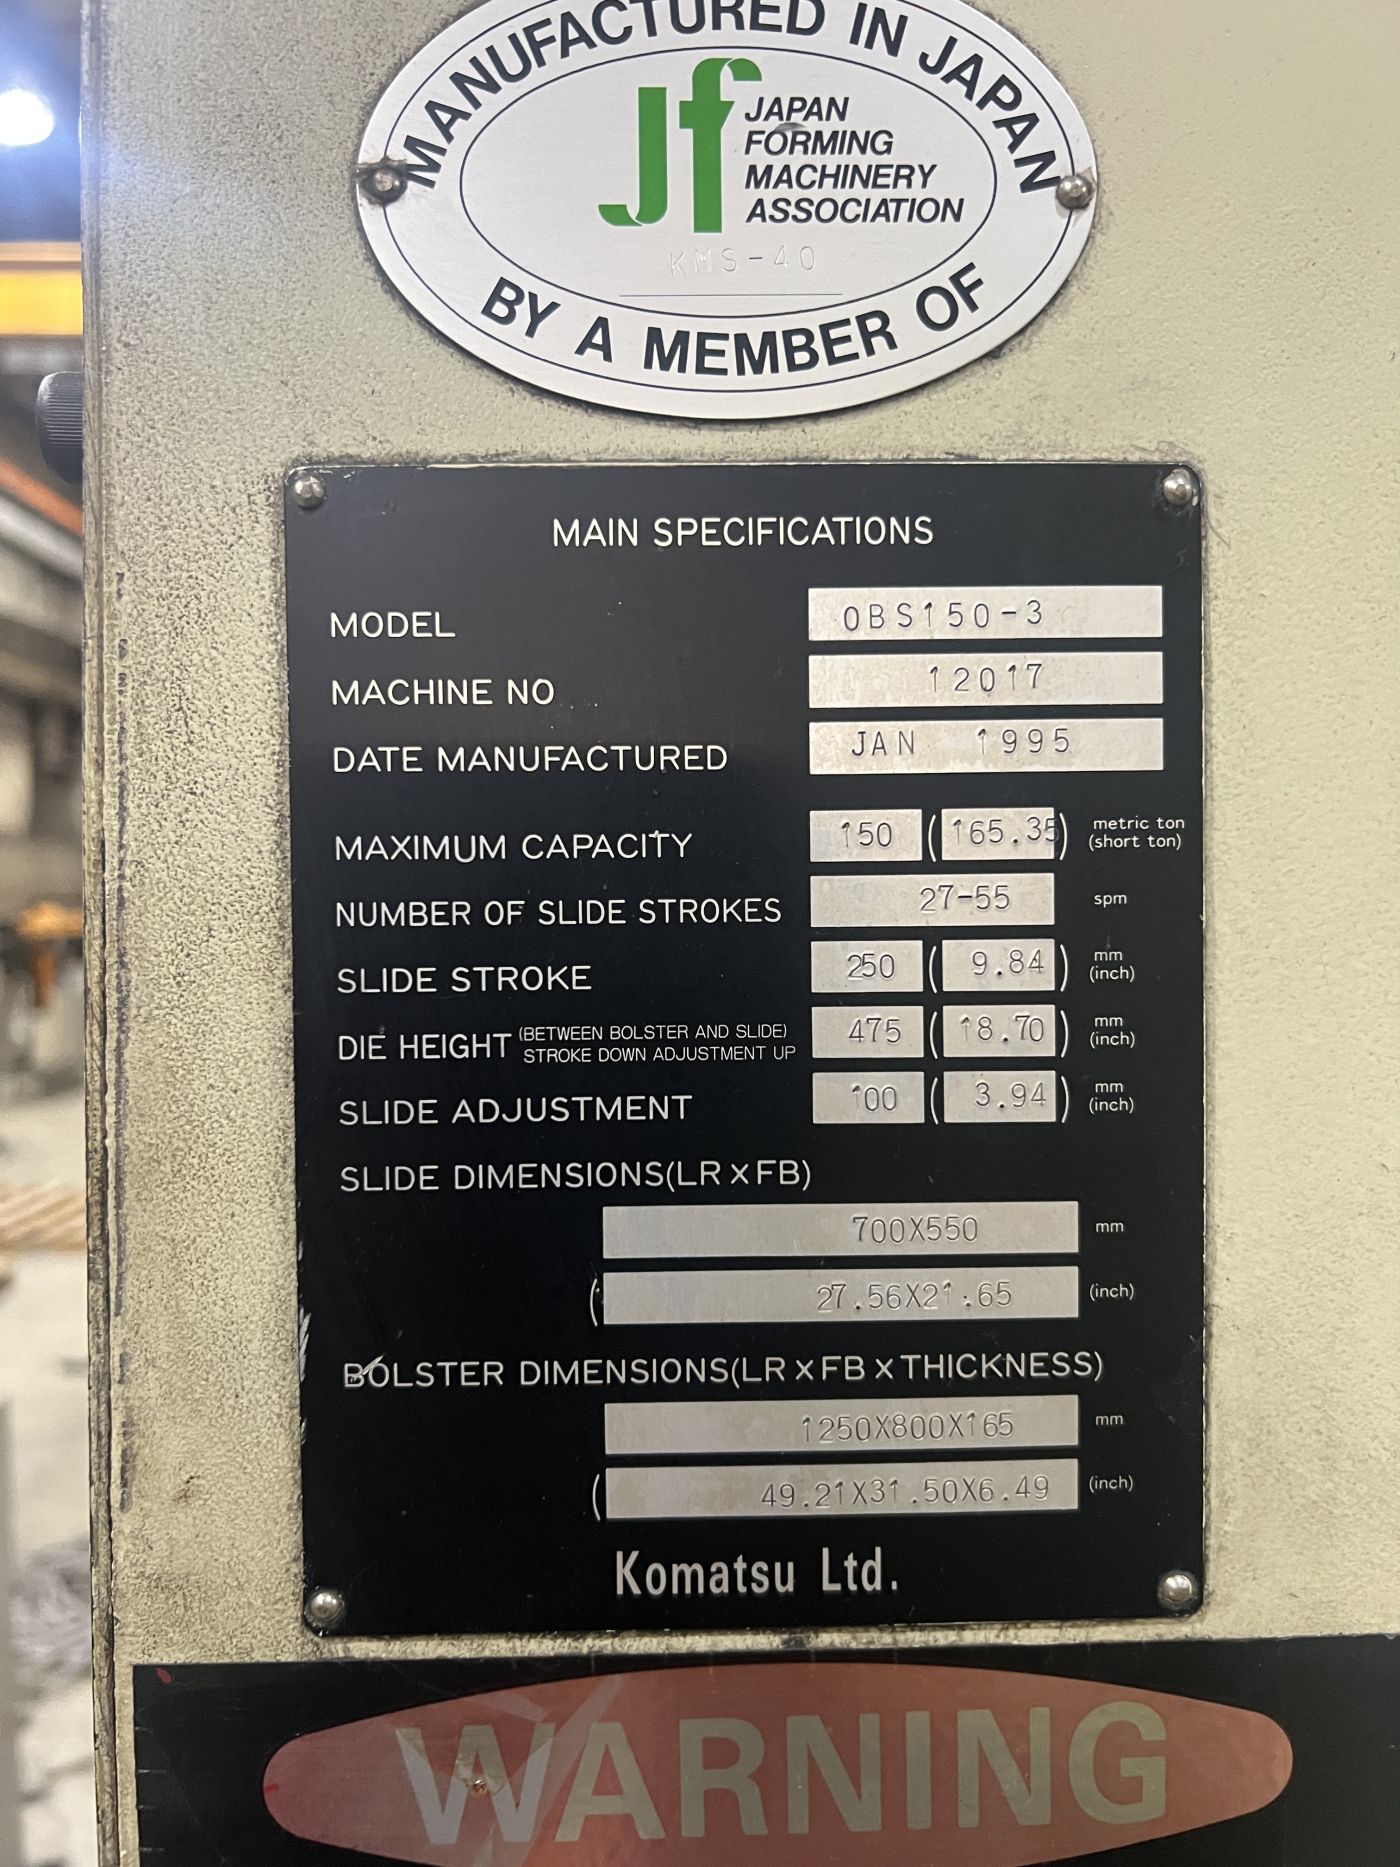 MANUFACTURED IN JAPAN
Jf
JAPAN
FORMING
MACHINERY
ASSOCIATION
KMS-40
BY A MEMBER OF
MAIN SPECIFICATIONS
MODEL OBS150-3
MACHINE NO 12017
DATE MANUFACTURED JAN 1995
MAXIMUM CAPACITY 150 (165.35) metric ton (short ton)
NUMBER OF SLIDE STROKES 27-55 spm
SLIDE STROKE 250 (9.84) mm (inch)
DIE HEIGHT (BETWEEN BOLSTER AND SLIDE) STROKE DOWN ADJUSTMENT UP 475 (18.70) mm (inch)
SLIDE ADJUSTMENT 100 (3.94) mm (inch)
SLIDE DIMENSIONS(LR X FB)
700X550 mm
(27.56X21.65 (inch)
BOLSTER DIMENSIONS(LR X FB X THICKNESS)
1250X800X165 mm
(49.21X31.50X6.49 (inch)
Komatsu Ltd.
WARNING